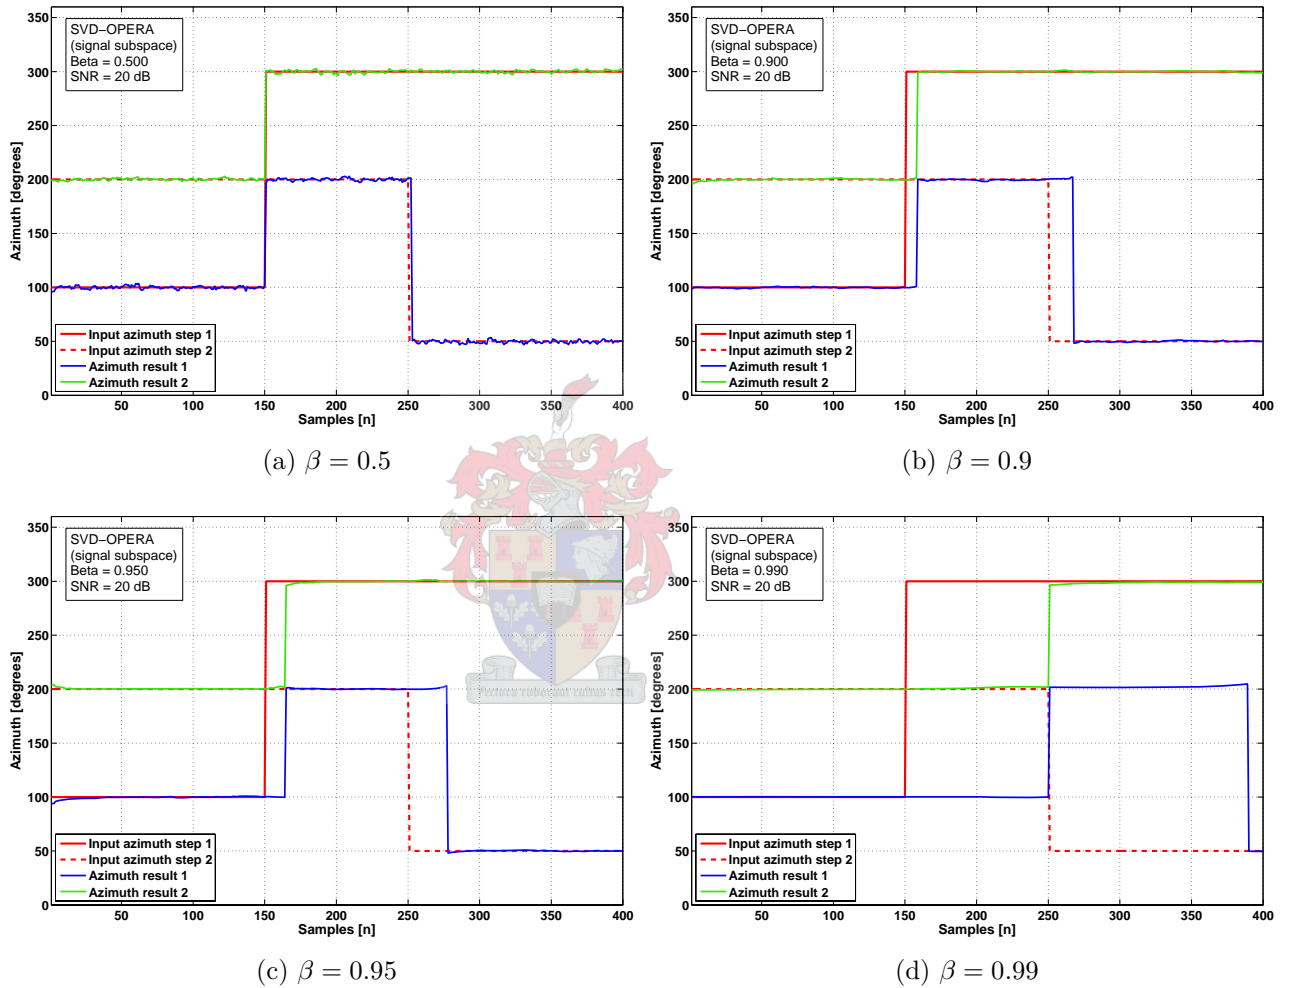 SVD−OPERA
(signal subspace)
Beta = 0.500
SNR = 20 dB
350
300
250
200
150
100
50
0
Azimuth [degrees]
Input azimuth step 1
Input azimuth step 2
Azimuth result 1
Azimuth result 2
50 100 150 200 250 300 350 400
Samples [n]
(a) β = 0.5
SVD−OPERA
(signal subspace)
Beta = 0.900
SNR = 20 dB
350
300
250
200
150
100
50
0
Azimuth [degrees]
Input azimuth step 1
Input azimuth step 2
Azimuth result 1
Azimuth result 2
50 100 150 200 250 300 350 400
Samples [n]
(b) β = 0.9
SVD−OPERA
(signal subspace)
Beta = 0.950
SNR = 20 dB
350
300
250
200
150
100
50
0
Azimuth [degrees]
Input azimuth step 1
Input azimuth step 2
Azimuth result 1
Azimuth result 2
50 100 150 200 250 300 350 400
Samples [n]
(c) β = 0.95
SVD−OPERA
(signal subspace)
Beta = 0.990
SNR = 20 dB
350
300
250
200
150
100
50
0
Azimuth [degrees]
Input azimuth step 1
Input azimuth step 2
Azimuth result 1
Azimuth result 2
50 100 150 200 250 300 350 400
Samples [n]
(d) β = 0.99